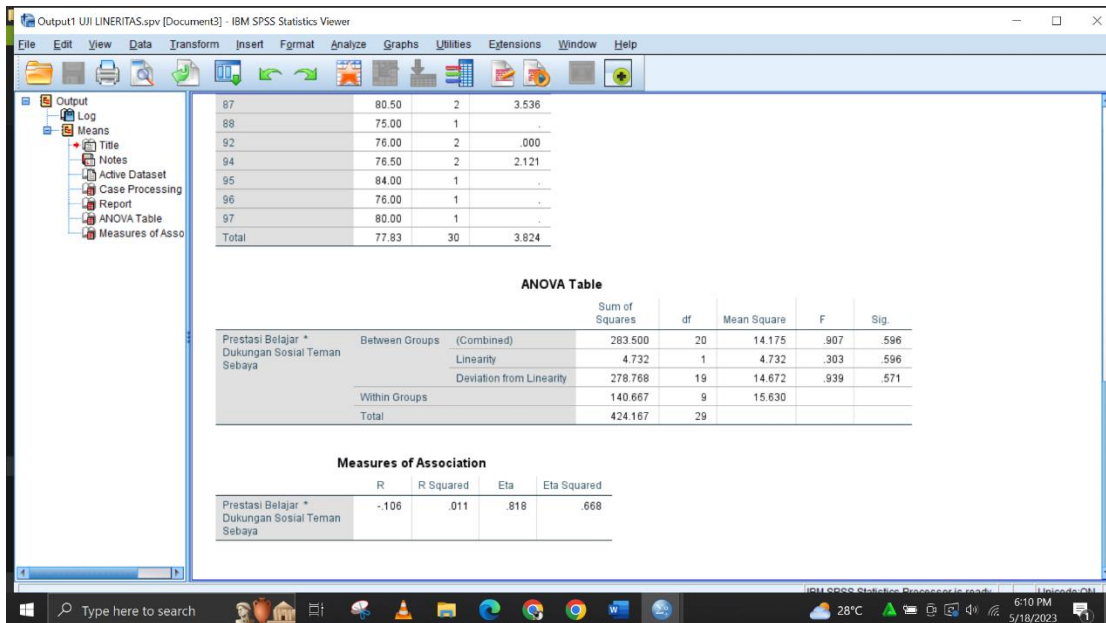 Output1 UJI LINERITAS.spv [Document3] - IBM SPSS Statistics Viewer
File Edit View Data Transform Insert Format Analyze Graphs Utilities Extensions Window Help
Output
Log
Means
Title
Notes
Active Dataset
Case Processing
Report
ANOVA Table
Measures of Asso
87 80.50 2 3.536
88 75.00 1 .
92 76.00 2 .000
94 76.50 2 2.121
95 84.00 1 .
96 76.00 1 .
97 80.00 1 .
Total 77.83 30 3.824
ANOVA Table
Sum of Squares df Mean Square F Sig.
Prestasi Belajar * Dukungan Sosial Teman Sebaya Between Groups (Combined) 283.500 20 14.175 .907 .596
Linearity 4.732 1 4.732 .303 .596
Deviation from Linearity 278.768 19 14.672 .939 .571
Within Groups 140.667 9 15.630
Total 424.167 29
Measures of Association
R R Squared Eta Eta Squared
Prestasi Belajar * Dukungan Sosial Teman Sebaya -.106 .011 .818 .668
IBM SPSS Statistics Processor is ready Unicode:ON
Type here to search
28°C
6:10 PM
5/18/2023